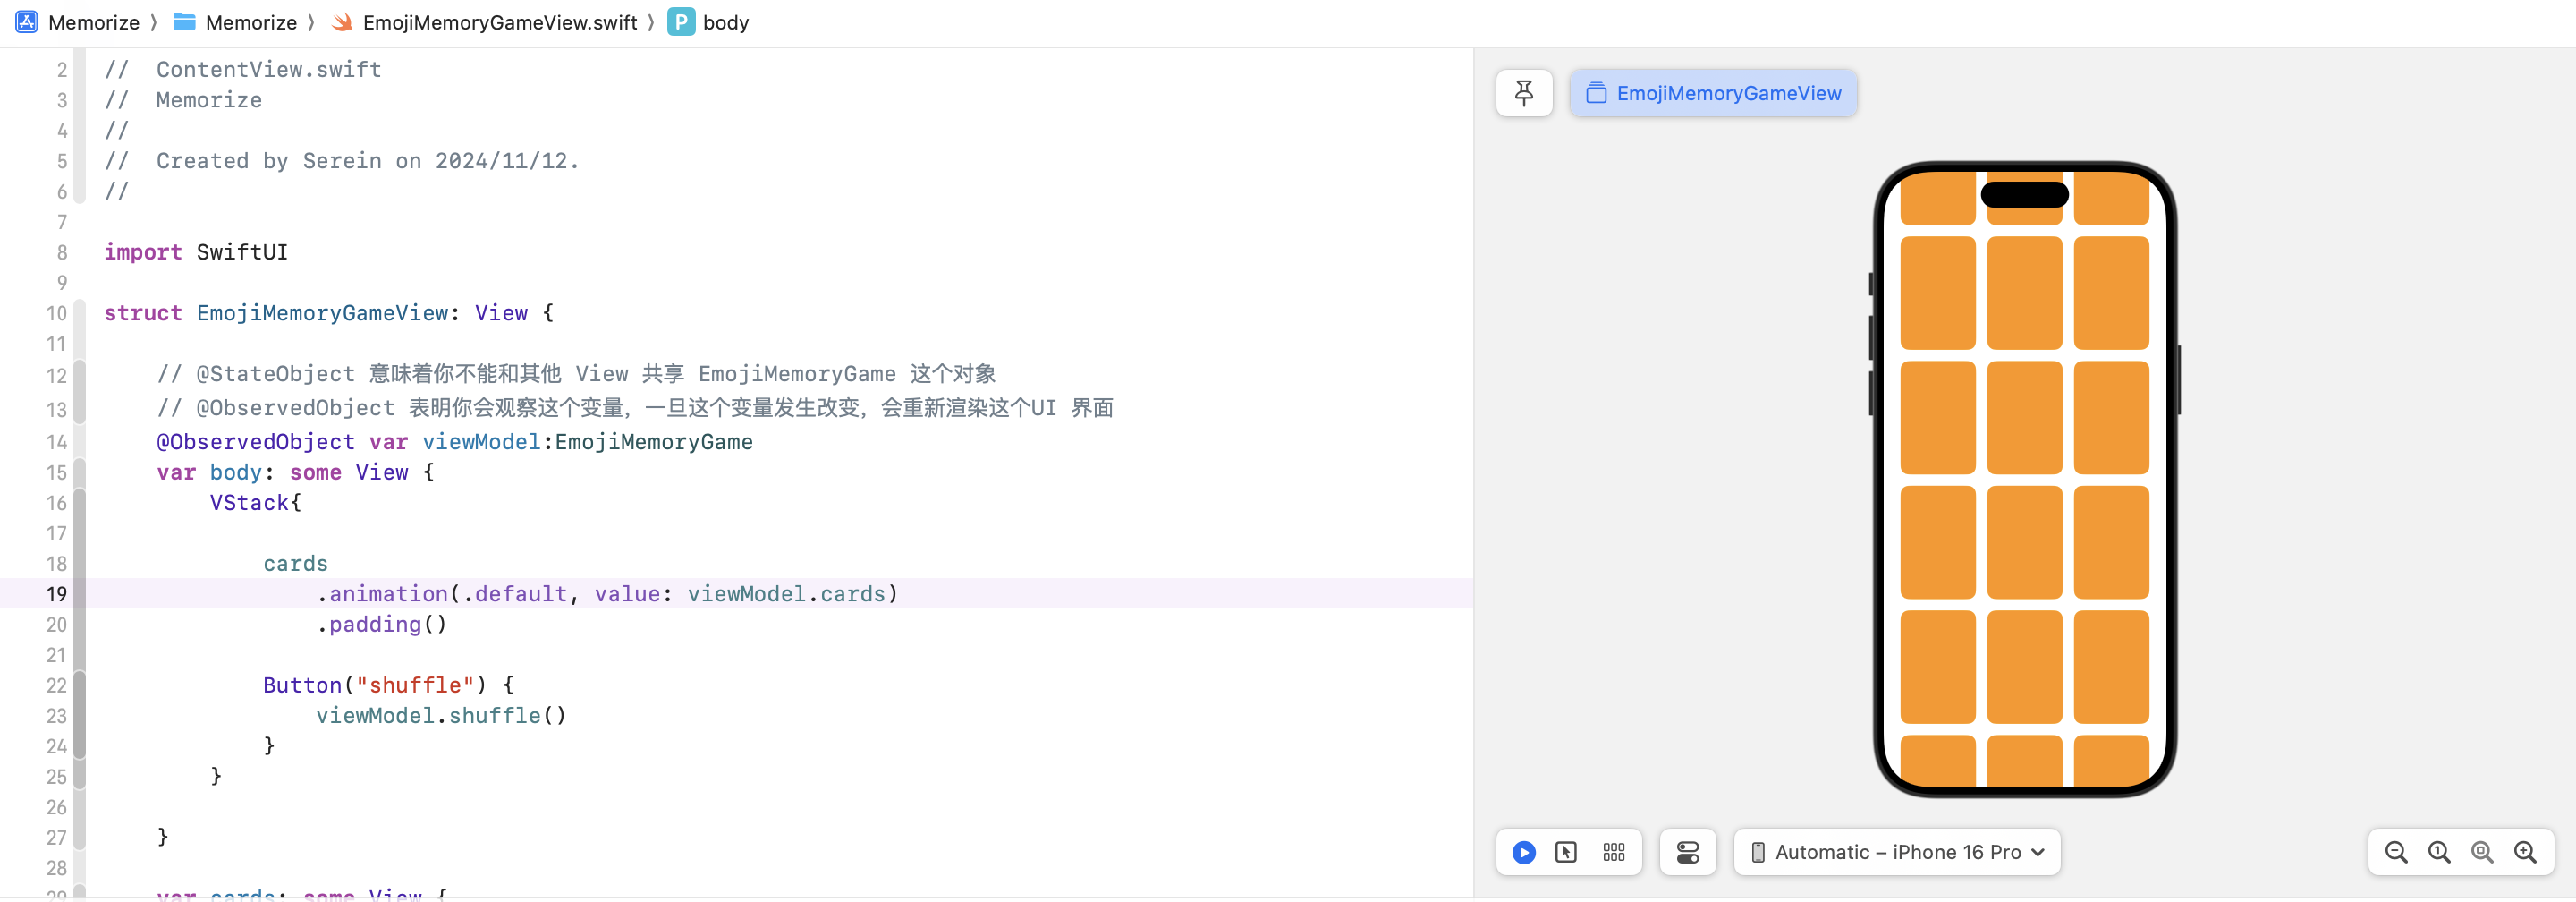 Memorize 〉 Memorize 〉 EmojiMemoryGameView.swift 〉 P body
2 //  ContentView.swift
3 //  Memorize
4 //
5 //  Created by Serein on 2024/11/12.
6 //
7
8 import SwiftUI
9
10 struct EmojiMemoryGameView: View {
11
12     // @StateObject 意味着你不能和其他 View 共享 EmojiMemoryGame 这个对象
13     // @ObservedObject 表明你会观察这个变量，一旦这个变量发生改变，会重新渲染这个UI 界面
14     @ObservedObject var viewModel:EmojiMemoryGame
15     var body: some View {
16         VStack{
17
18             cards
19                 .animation(.default, value: viewModel.cards)
20                 .padding()
21
22             Button("shuffle") {
23                 viewModel.shuffle()
24             }
25         }
26
27     }
28
29     var cards: some View {
EmojiMemoryGameView
Automatic – iPhone 16 Pro
1